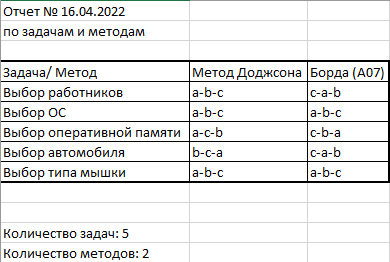 Отчет № 16.04.2022
по задачам и методам
Задача/ Метод Метод Доджсона Борда (А07)
Выбор работников a-b-c c-a-b
Выбор ОС a-b-c a-b-c
Выбор оперативной памяти a-c-b c-b-a
Выбор автомобиля b-c-a c-a-b
Выбор типа мышки a-b-c a-b-c
Количество задач: 5
Количество методов: 2